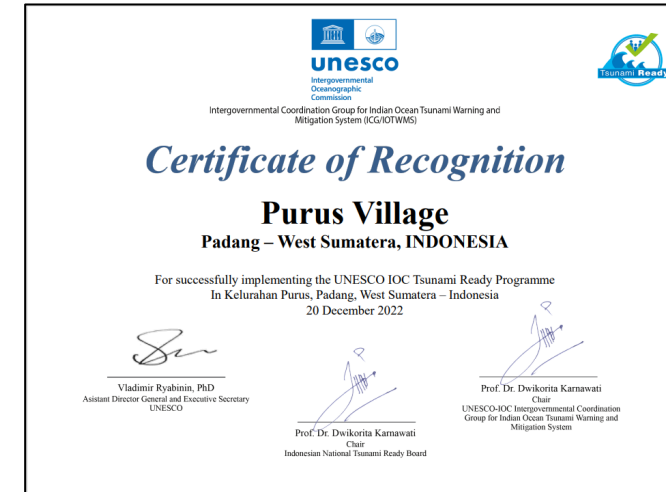 unesco
Intergovernmental
Oceanographic
Commission
Tsunami Ready
Intergovernmental Coordination Group for Indian Ocean Tsunami Warning and
Mitigation System (ICG/IOTWMS)
Certificate of Recognition
Purus Village
Padang – West Sumatera, INDONESIA
For successfully implementing the UNESCO IOC Tsunami Ready Programme
In Kelurahan Purus, Padang, West Sumatera – Indonesia
20 December 2022
Vladimir Ryabinin, PhD
Asistant Director General and Executive Secretary
UNESCO
Prof. Dr. Dwikorita Karnawati
Chair
Indonesian National Tsunami Ready Board
Prof. Dr. Dwikorita Karnawati
Chair
UNESCO-IOC Intergovernmental Coordination
Group for Indian Ocean Tsunami Warning and
Mitigation System